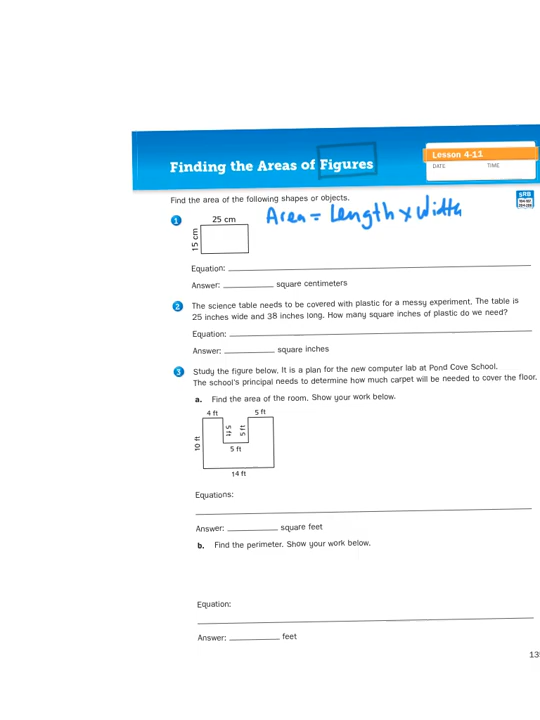 Finding the Areas of Figures
Lesson 4-11
DATE TIME
Find the area of the following shapes or objects.
SRB
1
25 cm
15 cm
Area = Length x Width
Equation:
Answer: square centimeters
2 The science table needs to be covered with plastic for a messy experiment. The table is
25 inches wide and 38 inches long. How many square inches of plastic do we need?
Equation:
Answer: square inches
3 Study the figure below. It is a plan for the new computer lab at Pond Cove School.
The school's principal needs to determine how much carpet will be needed to cover the floor.
a. Find the area of the room. Show your work below.
4 ft 5 ft
10 ft
5 ft
5 ft
5 ft
14 ft
Equations:
Answer: square feet
b. Find the perimeter. Show your work below.
Equation:
Answer: feet